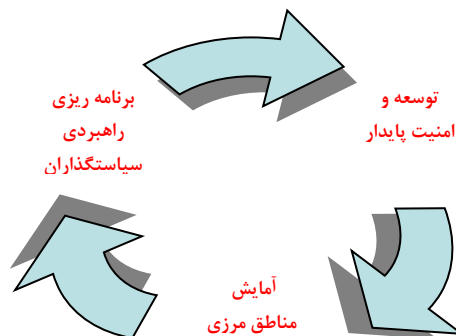 توسعه و
امنیت پایدار
برنامه ریزی
راهبردی
سیاستگذاران
آمایش
مناطق مرزی